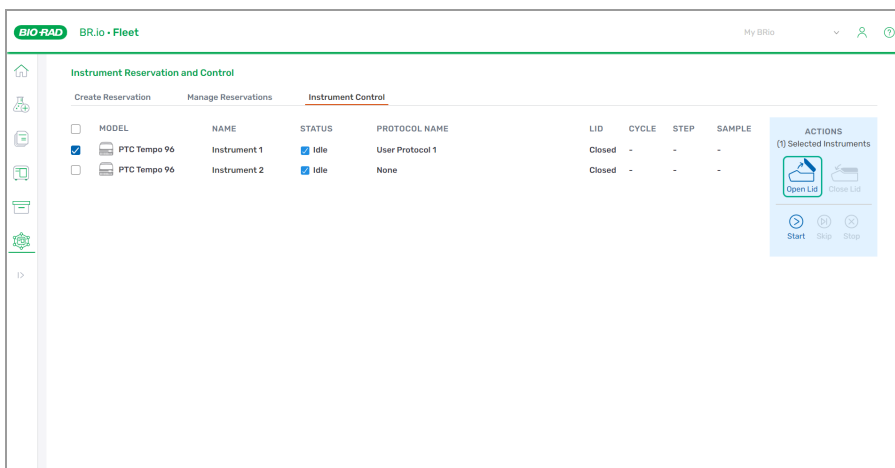 BIO-RAD BR.io • Fleet My BRio
Instrument Reservation and Control
Create Reservation Manage Reservations Instrument Control
MODEL NAME STATUS PROTOCOL NAME LID CYCLE STEP SAMPLE
PTC Tempo 96 Instrument 1 Idle User Protocol 1 Closed - - -
PTC Tempo 96 Instrument 2 Idle None Closed - - -
ACTIONS
(1) Selected Instruments
Open Lid Close Lid
Start Skip Stop